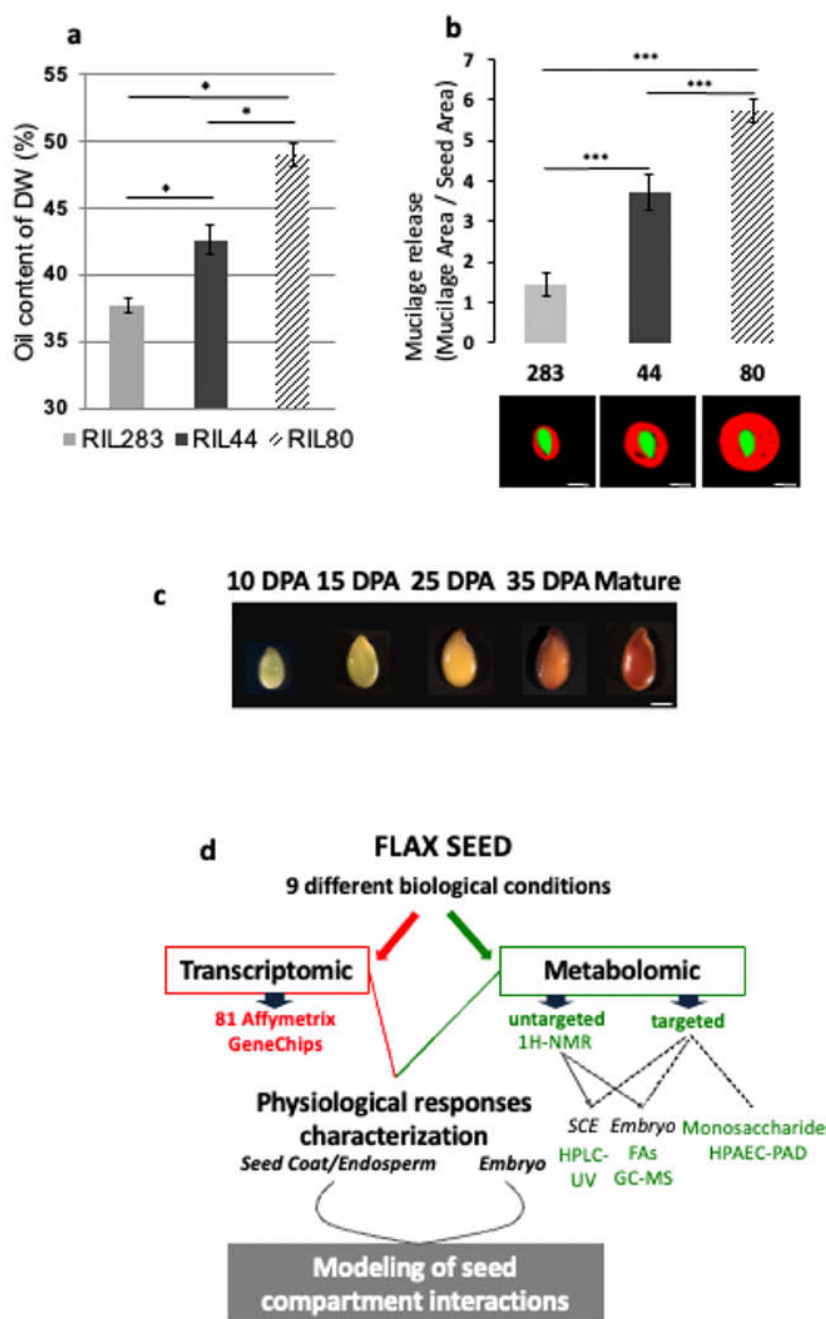 a
Oil content of DW (%)
55
50
45
40
35
30
*
*
*
RIL283 RIL44 RIL80
b
Mucilage release
(Mucilage Area / Seed Area)
7
6
5
4
3
2
1
0
***
***
***
283 44 80
c
10 DPA 15 DPA 25 DPA 35 DPA Mature
d
FLAX SEED
9 different biological conditions
Transcriptomic
Metabolomic
81 Affymetrix
GeneChips
untargeted
1H-NMR
targeted
Physiological responses
characterization
Seed Coat/Endosperm Embryo
SCE Embryo Monosaccharide
HPLC-
UV
FAs
GC-MS
HPAEC-PAD
Modeling of seed
compartment interactions